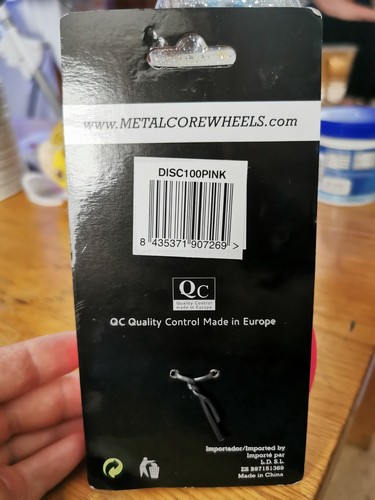 www.METALCOREWHEELS.com
DISC100PINK
8 435371 907269 >
QC
Quality Control
made in Europe
QC Quality Control Made in Europe
Importador/Imported by
Importé par
L.D. S.L.
ES B97151369
Made in China